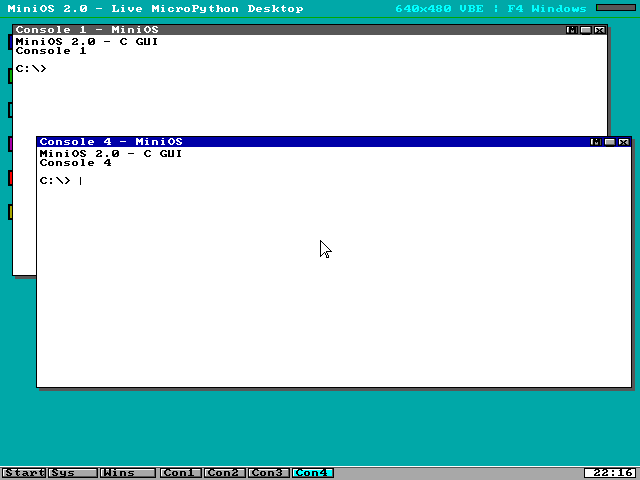 MiniOS 2.0 - Live MicroPython Desktop 640x480 VBE | F4 Windows
Console 1 - MiniOS
MiniOS 2.0 - C GUI
Console 1
C:\>
Console 4 - MiniOS
MiniOS 2.0 - C GUI
Console 4
C:\> |
Start Sys Wins Con1 Con2 Con3 Con4 22:16